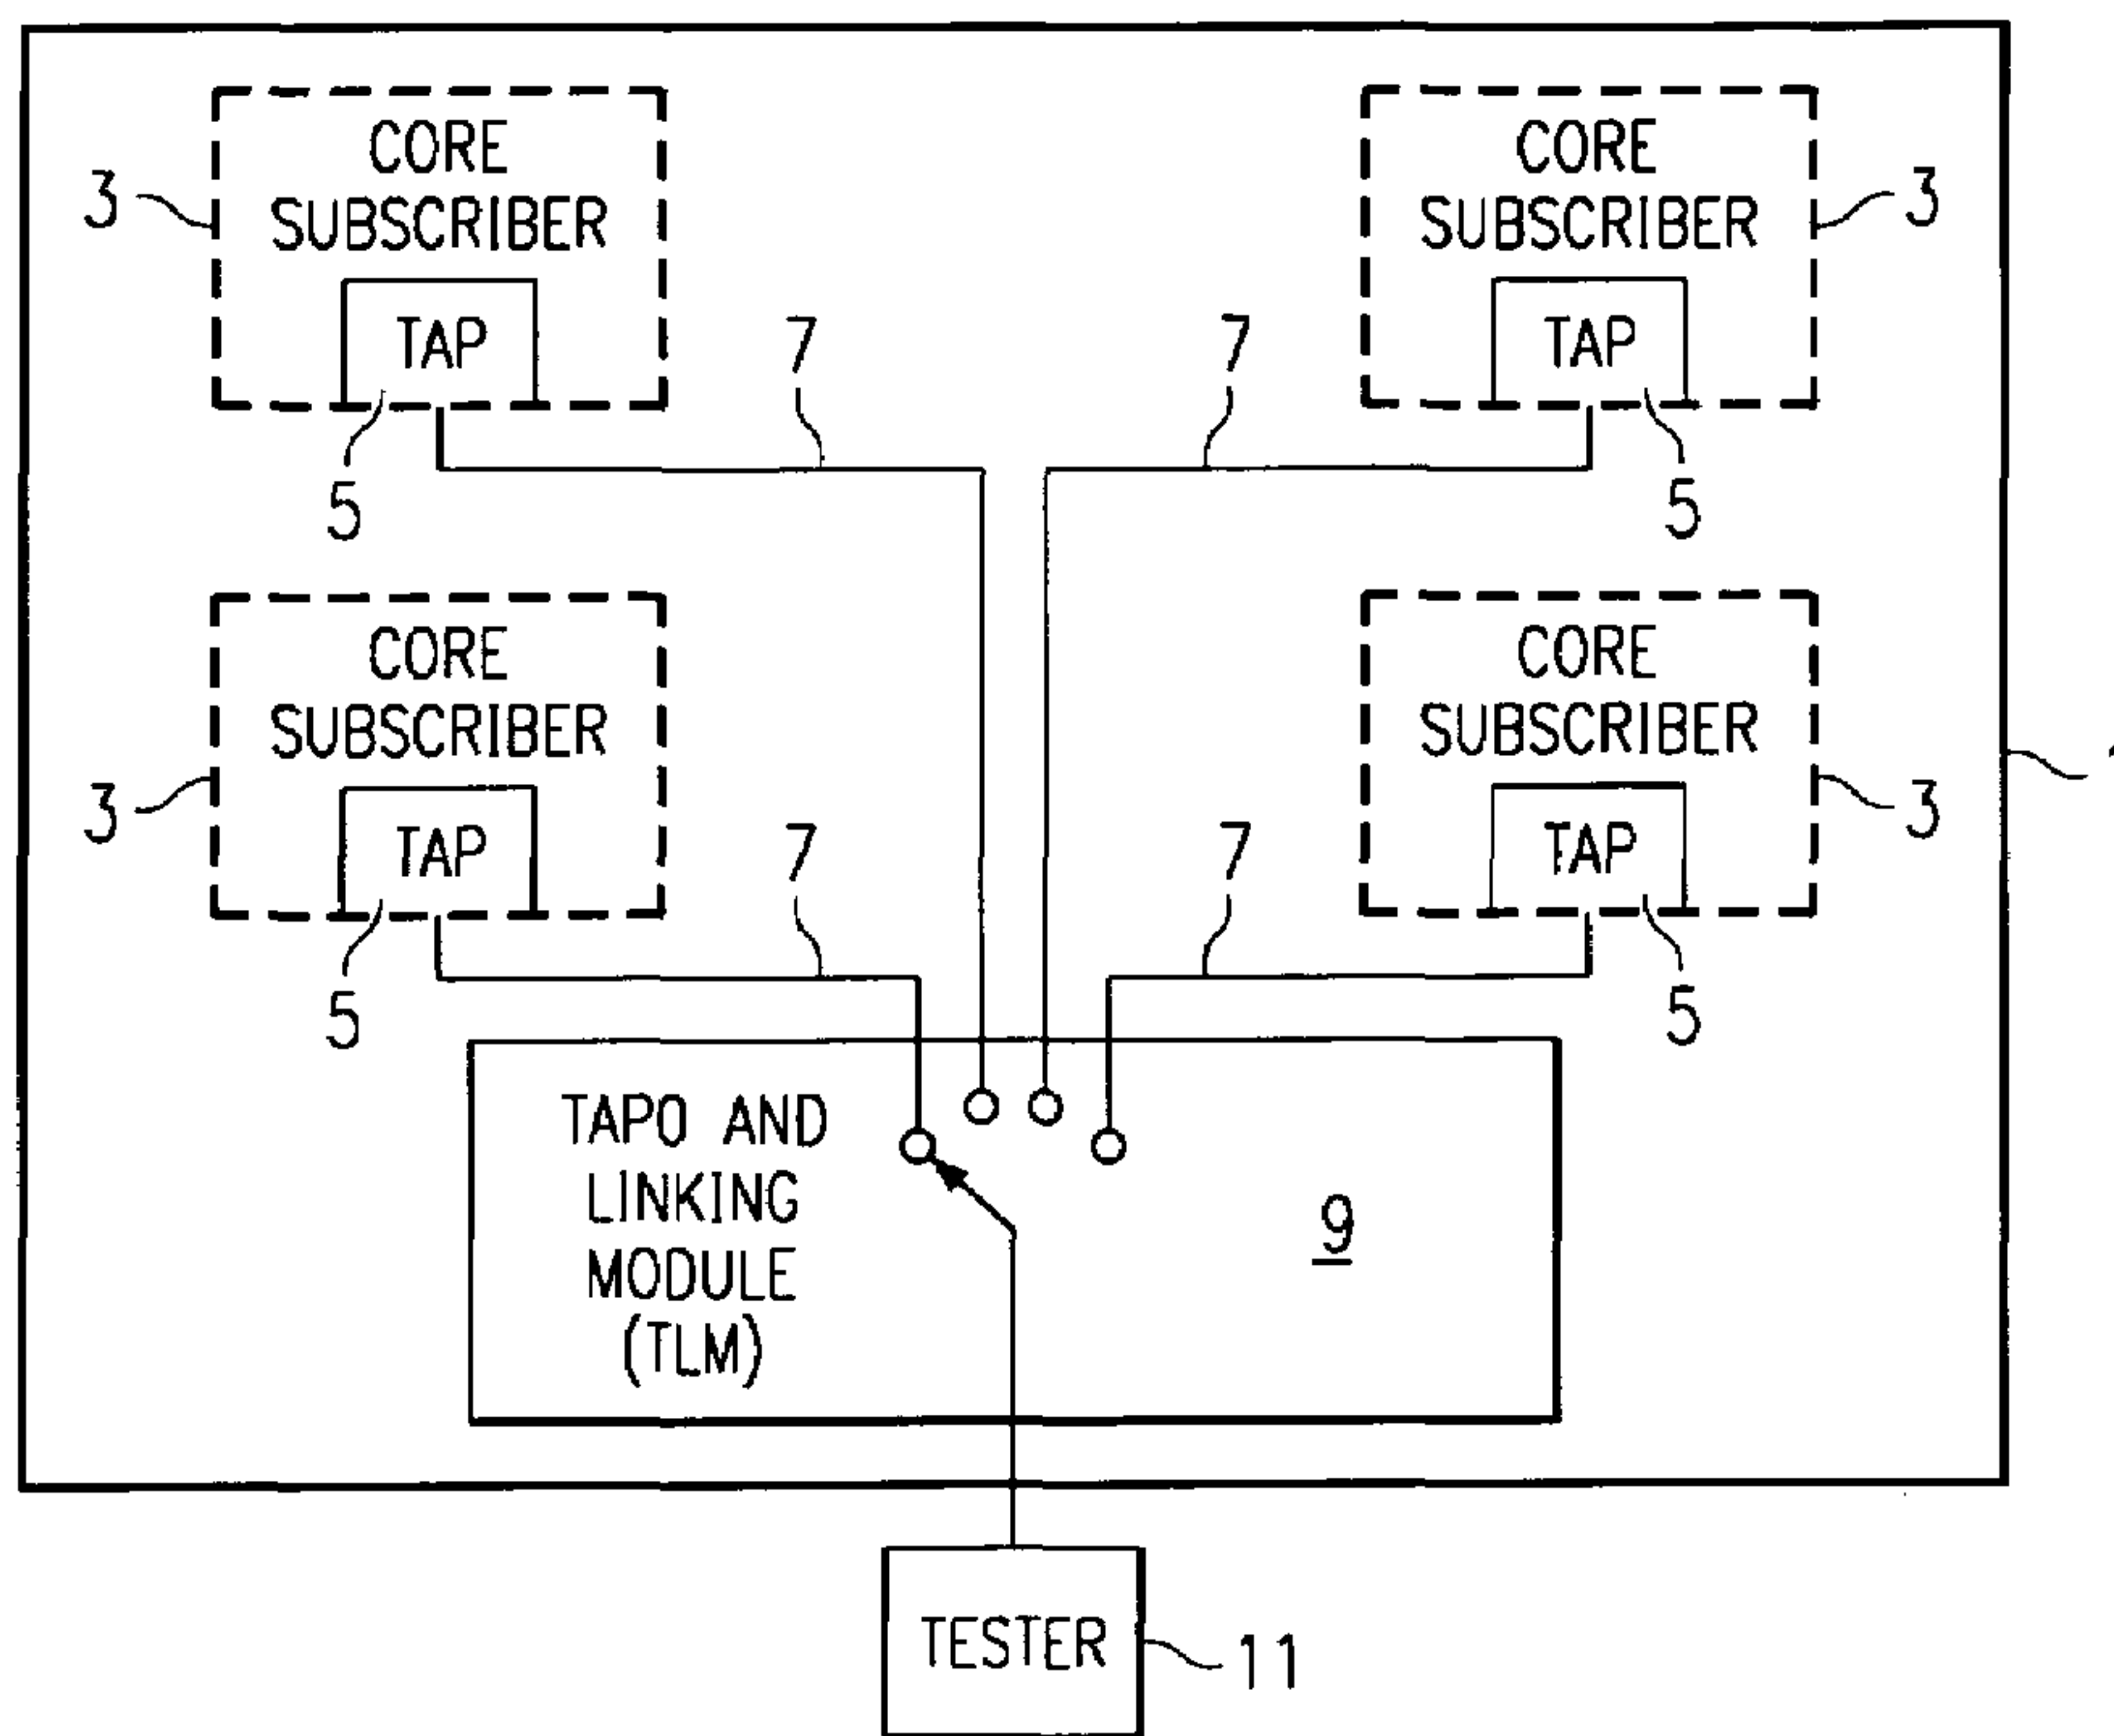 CORE
SUBSCRIBER
TAP
3
5
7
CORE
SUBSCRIBER
TAP
3
5
7
CORE
SUBSCRIBER
TAP
3
5
7
CORE
SUBSCRIBER
TAP
3
5
7
TAPO AND
LINKING
MODULE
(TLM)
9
TESTER
11